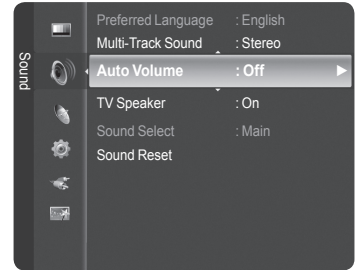 Sound
Preferred Language : English
Multi-Track Sound : Stereo
Auto Volume : Off
TV Speaker : On
Sound Select : Main
Sound Reset